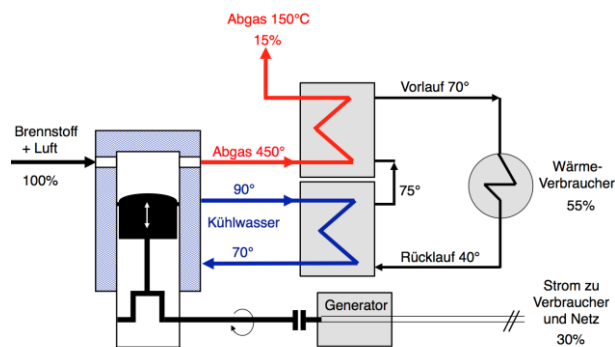 Abgas 150°C
15%
Brennstoff
+ Luft
100%
Abgas 450°
Vorlauf 70°
75°
Wärme-
Verbraucher
55%
90°
Kühlwasser
70°
Rücklauf 40°
Generator
Strom zu
Verbraucher
und Netz
30%